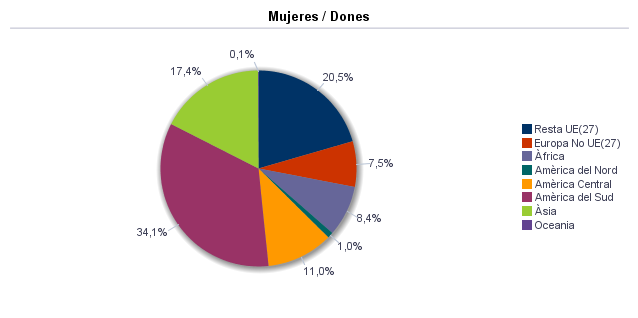 Mujeres / Dones
0,1%
17,4%
20,5%
7,5%
8,4%
34,1%
1,0%
11,0%
Resta UE(27)
Europa No UE(27)
Àfrica
Amèrica del Nord
Amèrica Central
Amèrica del Sud
Àsia
Oceania